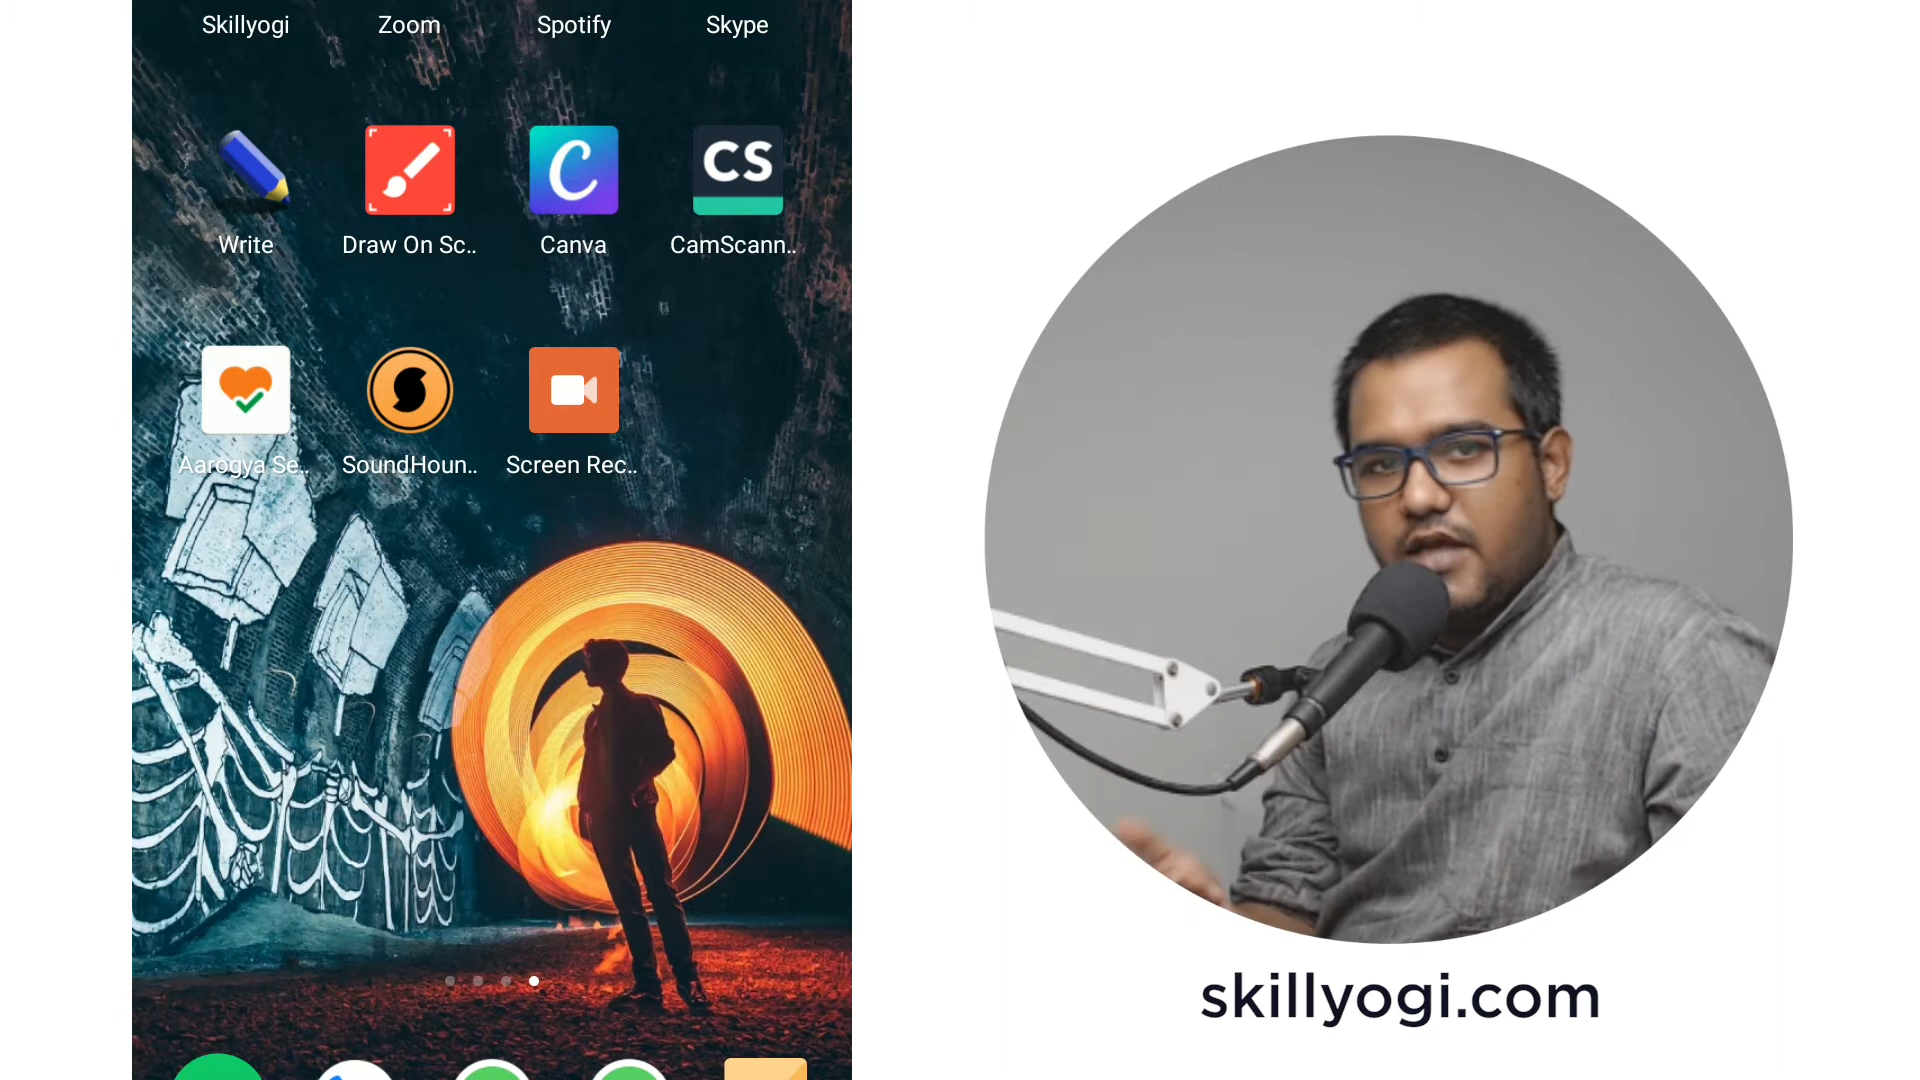 Skillyogi Zoom Spotify Skype
CS
Write Draw On Sc.. Canva CamScann..
Aarogya Se.. SoundHoun.. Screen Rec..
skillyogi.com